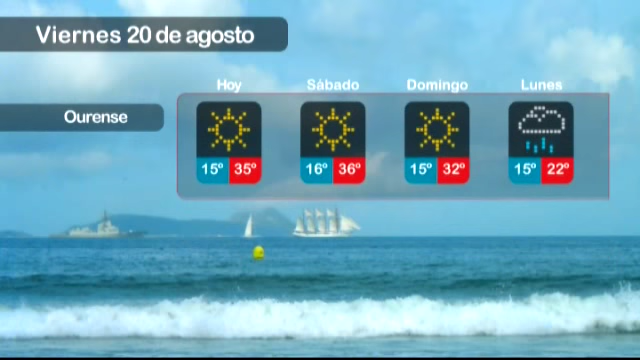 Viernes 20 de agosto
Hoy Sábado Domingo Lunes
Ourense
15º 35º 16º 36º 15º 32º 15º 22º